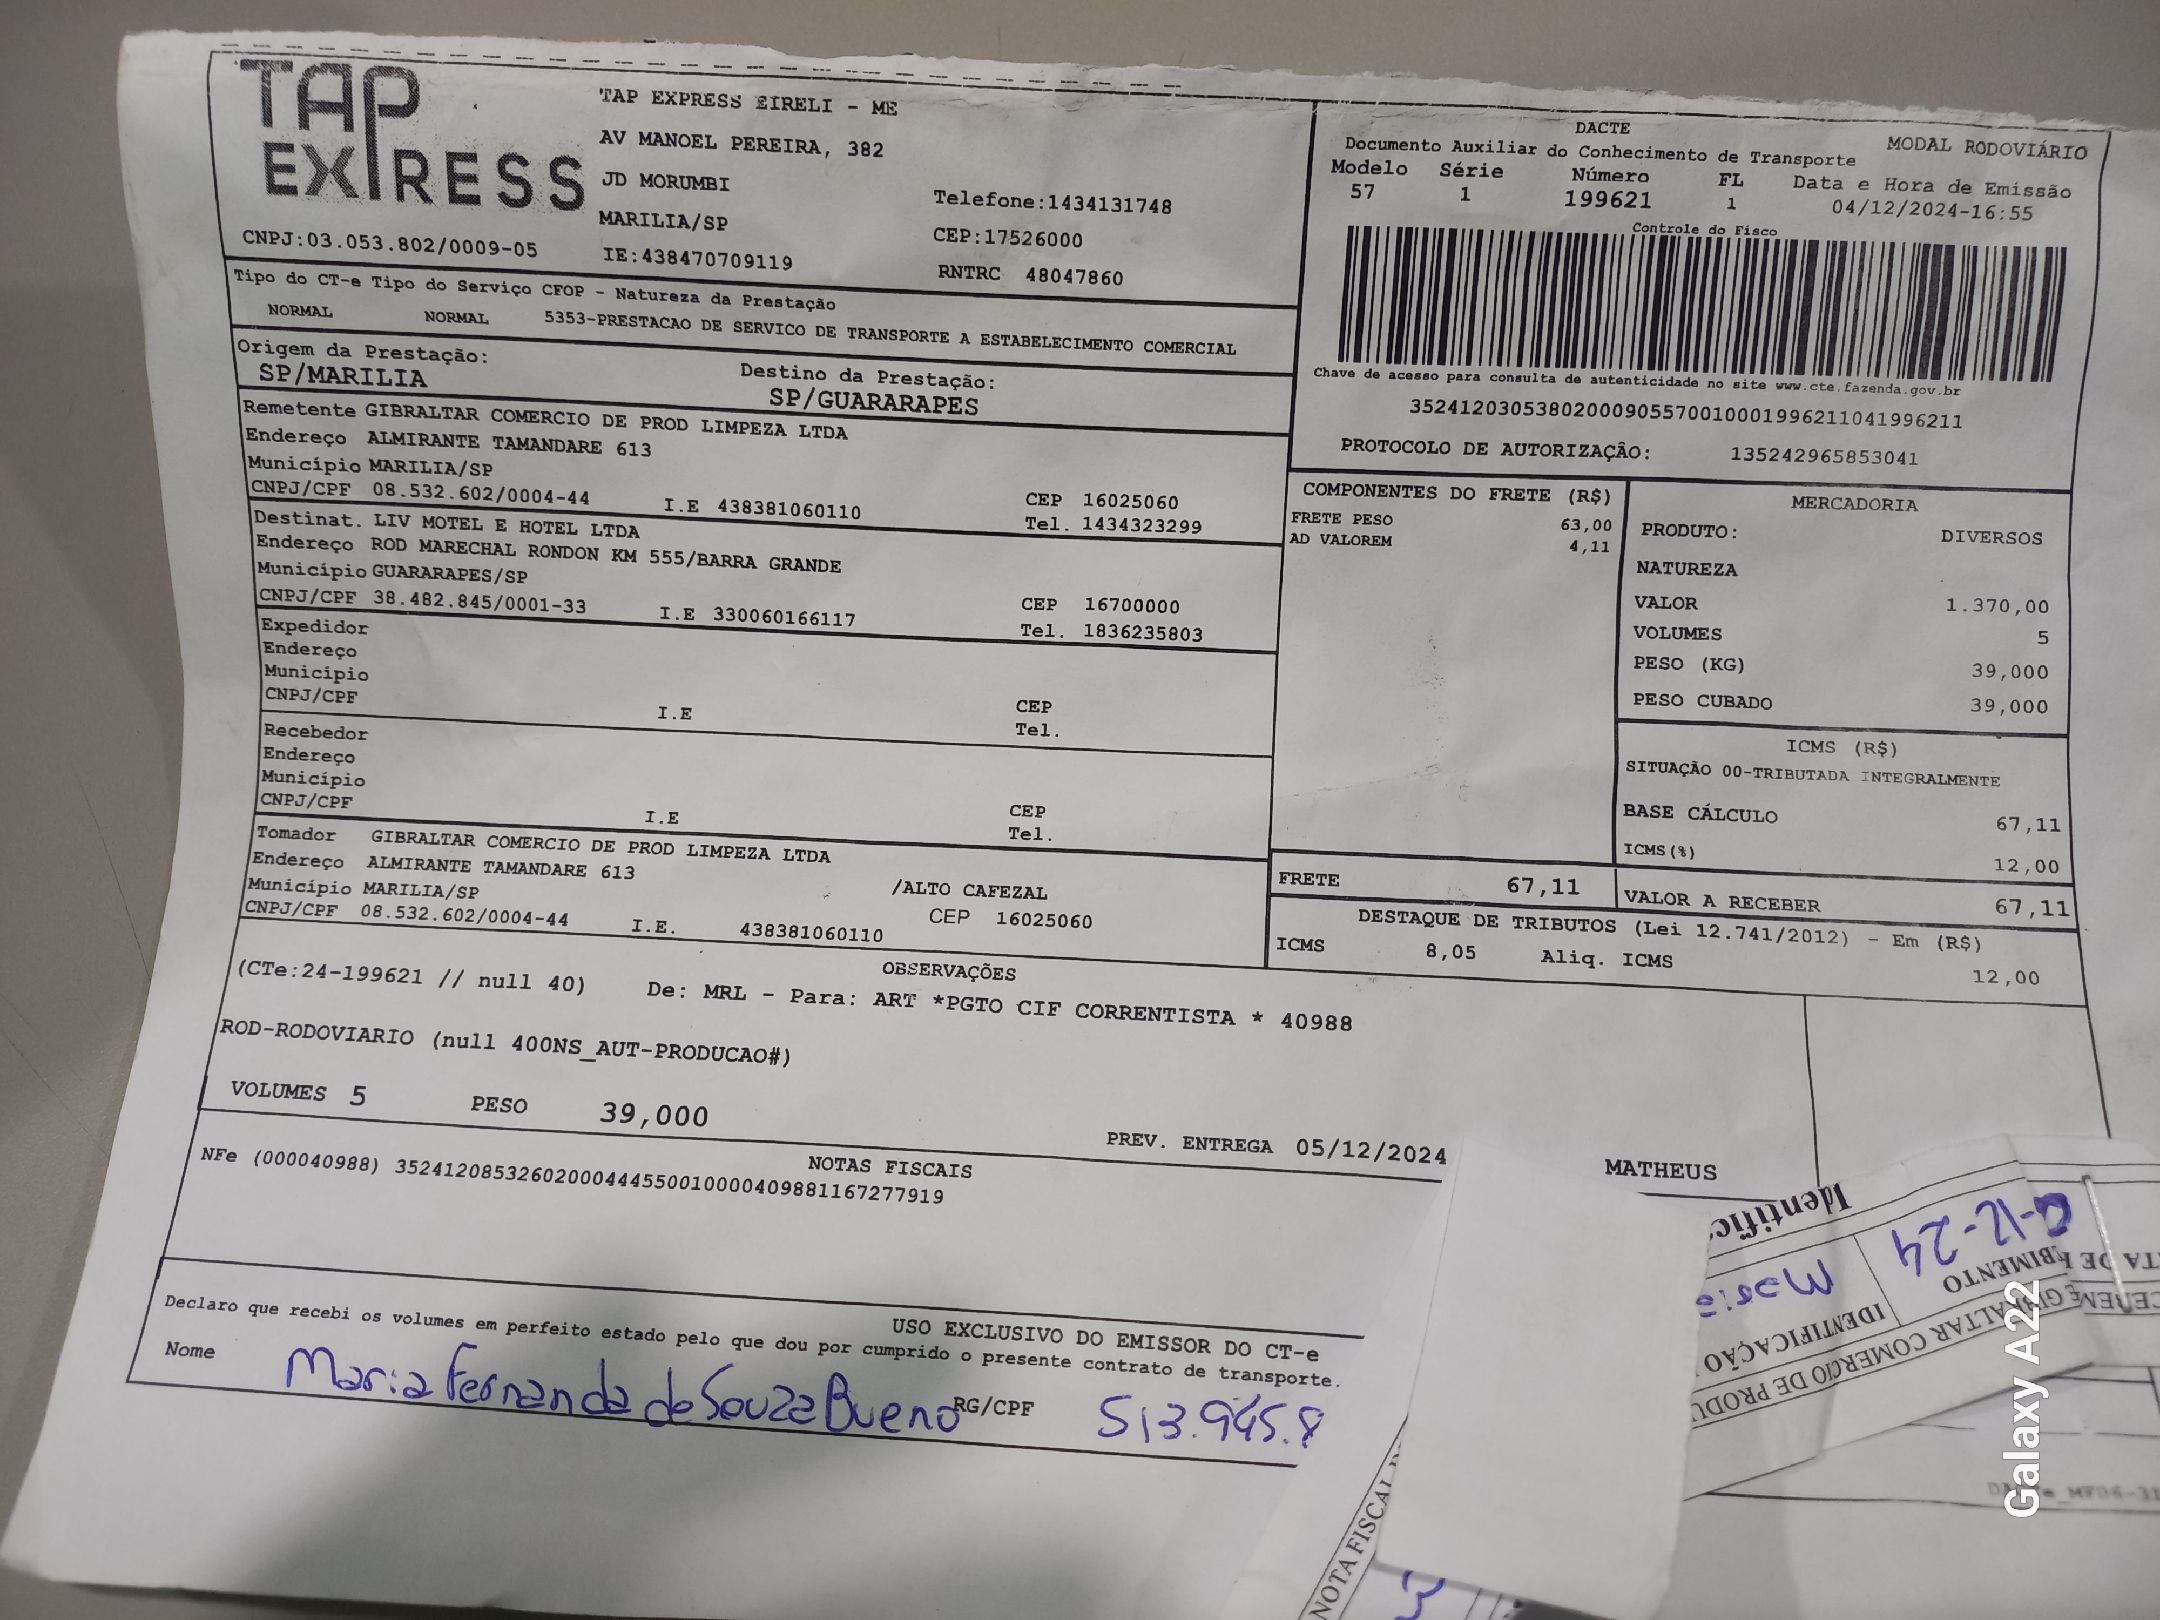 TAP EXPRESS
TAP EXPRESS EIRELI - ME
AV MANOEL PEREIRA, 382
JD MORUMBI
MARILIA/SP
Telefone:1434131748
CEP:17526000
CNPJ:03.053.802/0009-05
IE:438470709119
RNTRC 48047860
DACTE
MODAL RODOVIÁRIO
Documento Auxiliar do Conhecimento de Transporte
Modelo Série Número FL Data e Hora de Emissão
57 1 199621 1 04/12/2024-16:55
Controle do Fisco
Chave de acesso para consulta de autenticidade no site www.cte.fazenda.gov.br
35241203053802000905570010001996211041996211
PROTOCOLO DE AUTORIZAÇÃO: 135242965853041
Tipo do CT-e Tipo do Serviço CFOP - Natureza da Prestação
NORMAL NORMAL 5353-PRESTACAO DE SERVICO DE TRANSPORTE A ESTABELECIMENTO COMERCIAL
Origem da Prestação: Destino da Prestação:
SP/MARILIA SP/GUARARAPES
Remetente GIBRALTAR COMERCIO DE PROD LIMPEZA LTDA
Endereço ALMIRANTE TAMANDARE 613
Município MARILIA/SP CEP 16025060
CNPJ/CPF 08.532.602/0004-44 I.E 438381060110 Tel. 1434323299
Destinat. LIV MOTEL E HOTEL LTDA
Endereço ROD MARECHAL RONDON KM 555/BARRA GRANDE
Município GUARARAPES/SP CEP 16700000
CNPJ/CPF 38.482.845/0001-33 I.E 330060166117 Tel. 1836235803
Expedidor
Endereço
Município CEP
CNPJ/CPF I.E Tel.
Recebedor
Endereço
Município CEP
CNPJ/CPF I.E Tel.
Tomador GIBRALTAR COMERCIO DE PROD LIMPEZA LTDA
Endereço ALMIRANTE TAMANDARE 613 /ALTO CAFEZAL
Município MARILIA/SP CEP 16025060
CNPJ/CPF 08.532.602/0004-44 I.E. 438381060110
COMPONENTES DO FRETE (R$)
FRETE PESO 63,00
AD VALOREM 4,11
MERCADORIA
PRODUTO: DIVERSOS
NATUREZA
VALOR 1.370,00
VOLUMES 5
PESO (KG) 39,000
PESO CUBADO 39,000
ICMS (R$)
SITUAÇÃO 00-TRIBUTADA INTEGRALMENTE
BASE CÁLCULO 67,11
ICMS(%) 12,00
FRETE 67,11 VALOR A RECEBER 67,11
DESTAQUE DE TRIBUTOS (Lei 12.741/2012) - Em (R$)
ICMS 8,05 Aliq. ICMS 12,00
OBSERVAÇÕES
(CTe:24-199621 // null 40) De: MRL - Para: ART *PGTO CIF CORRENTISTA * 40988
ROD-RODOVIARIO (null 400NS_AUT-PRODUCAO#)
VOLUMES 5 PESO 39,000 PREV. ENTREGA 05/12/2024 MATHEUS
NOTAS FISCAIS
NFe (000040988) 35241208532602000444550010000409881167277919
USO EXCLUSIVO DO EMISSOR DO CT-e
Declaro que recebi os volumes em perfeito estado pelo que dou por cumprido o presente contrato de transporte.
Nome Maria Fernanda de Souza Bueno RG/CPF 513.945.8
NOTA FISCAL
GIBRALTAR COMERCIO DE PRODU
BIMENTO
IDENTIFICAÇÃO
-12-24
Maria
Identific
Galaxy A22